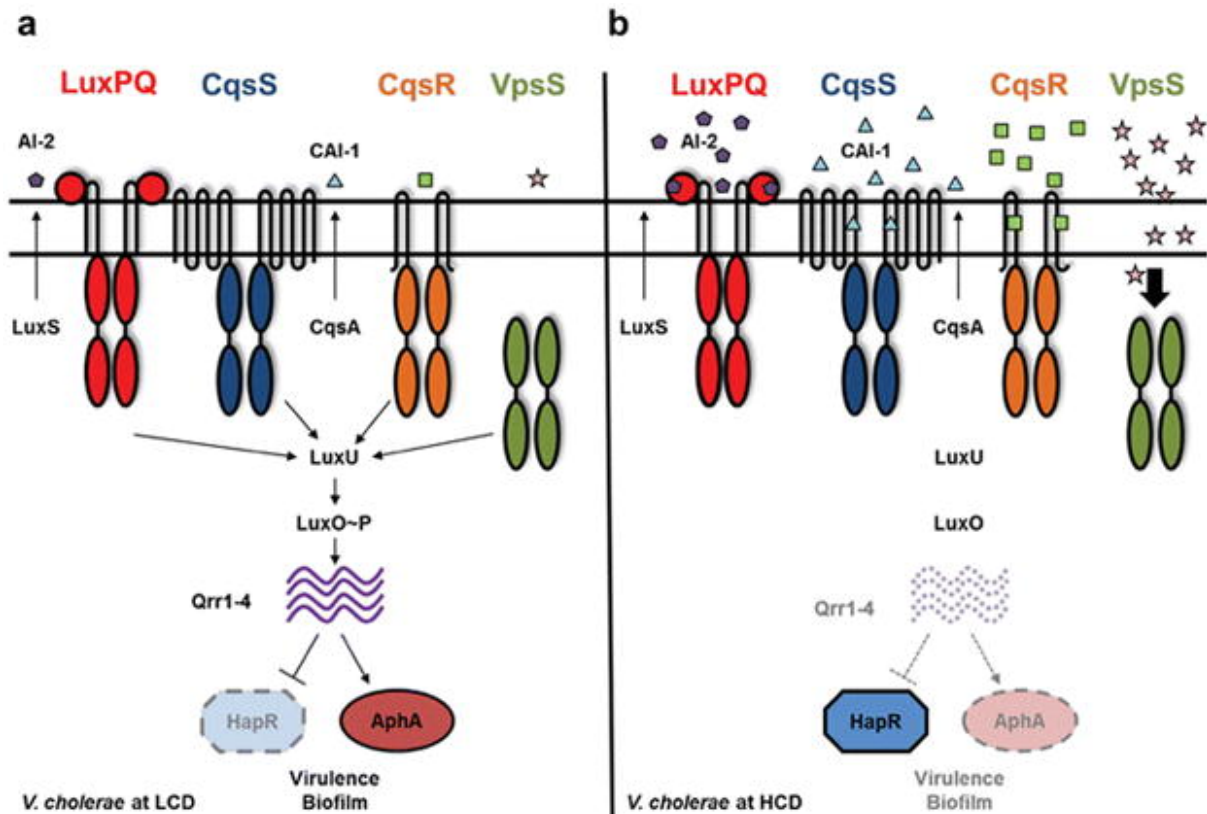 a
LuxPQ CqsS CqsR VpsS
AI-2 CAI-1
LuxS CqsA
LuxU
LuxO~P
Qrr1-4
HapR AphA
Virulence
Biofilm
V. cholerae at LCD
b
LuxPQ CqsS CqsR VpsS
AI-2 CAI-1
LuxS CqsA
LuxU
LuxO
Qrr1-4
HapR AphA
Virulence
Biofilm
V. cholerae at HCD